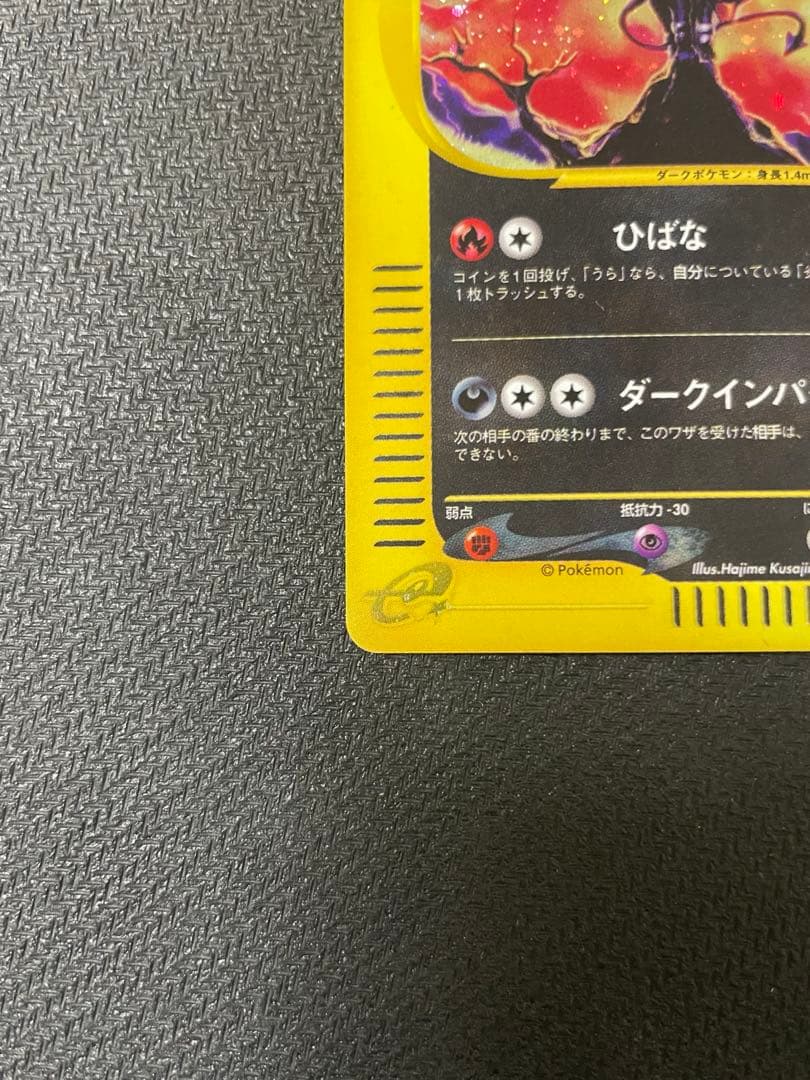 ダークポケモン：身長1.4m
ひばな
コインを1回投げ、「うら」なら、自分についている「
1枚トラッシュする。
ダークインパ
次の相手の番の終わりまで、このワザを受けた相手は、
できない。
弱点
抵抗力 -30
© Pokémon
Illus.Hajime Kusaji
e